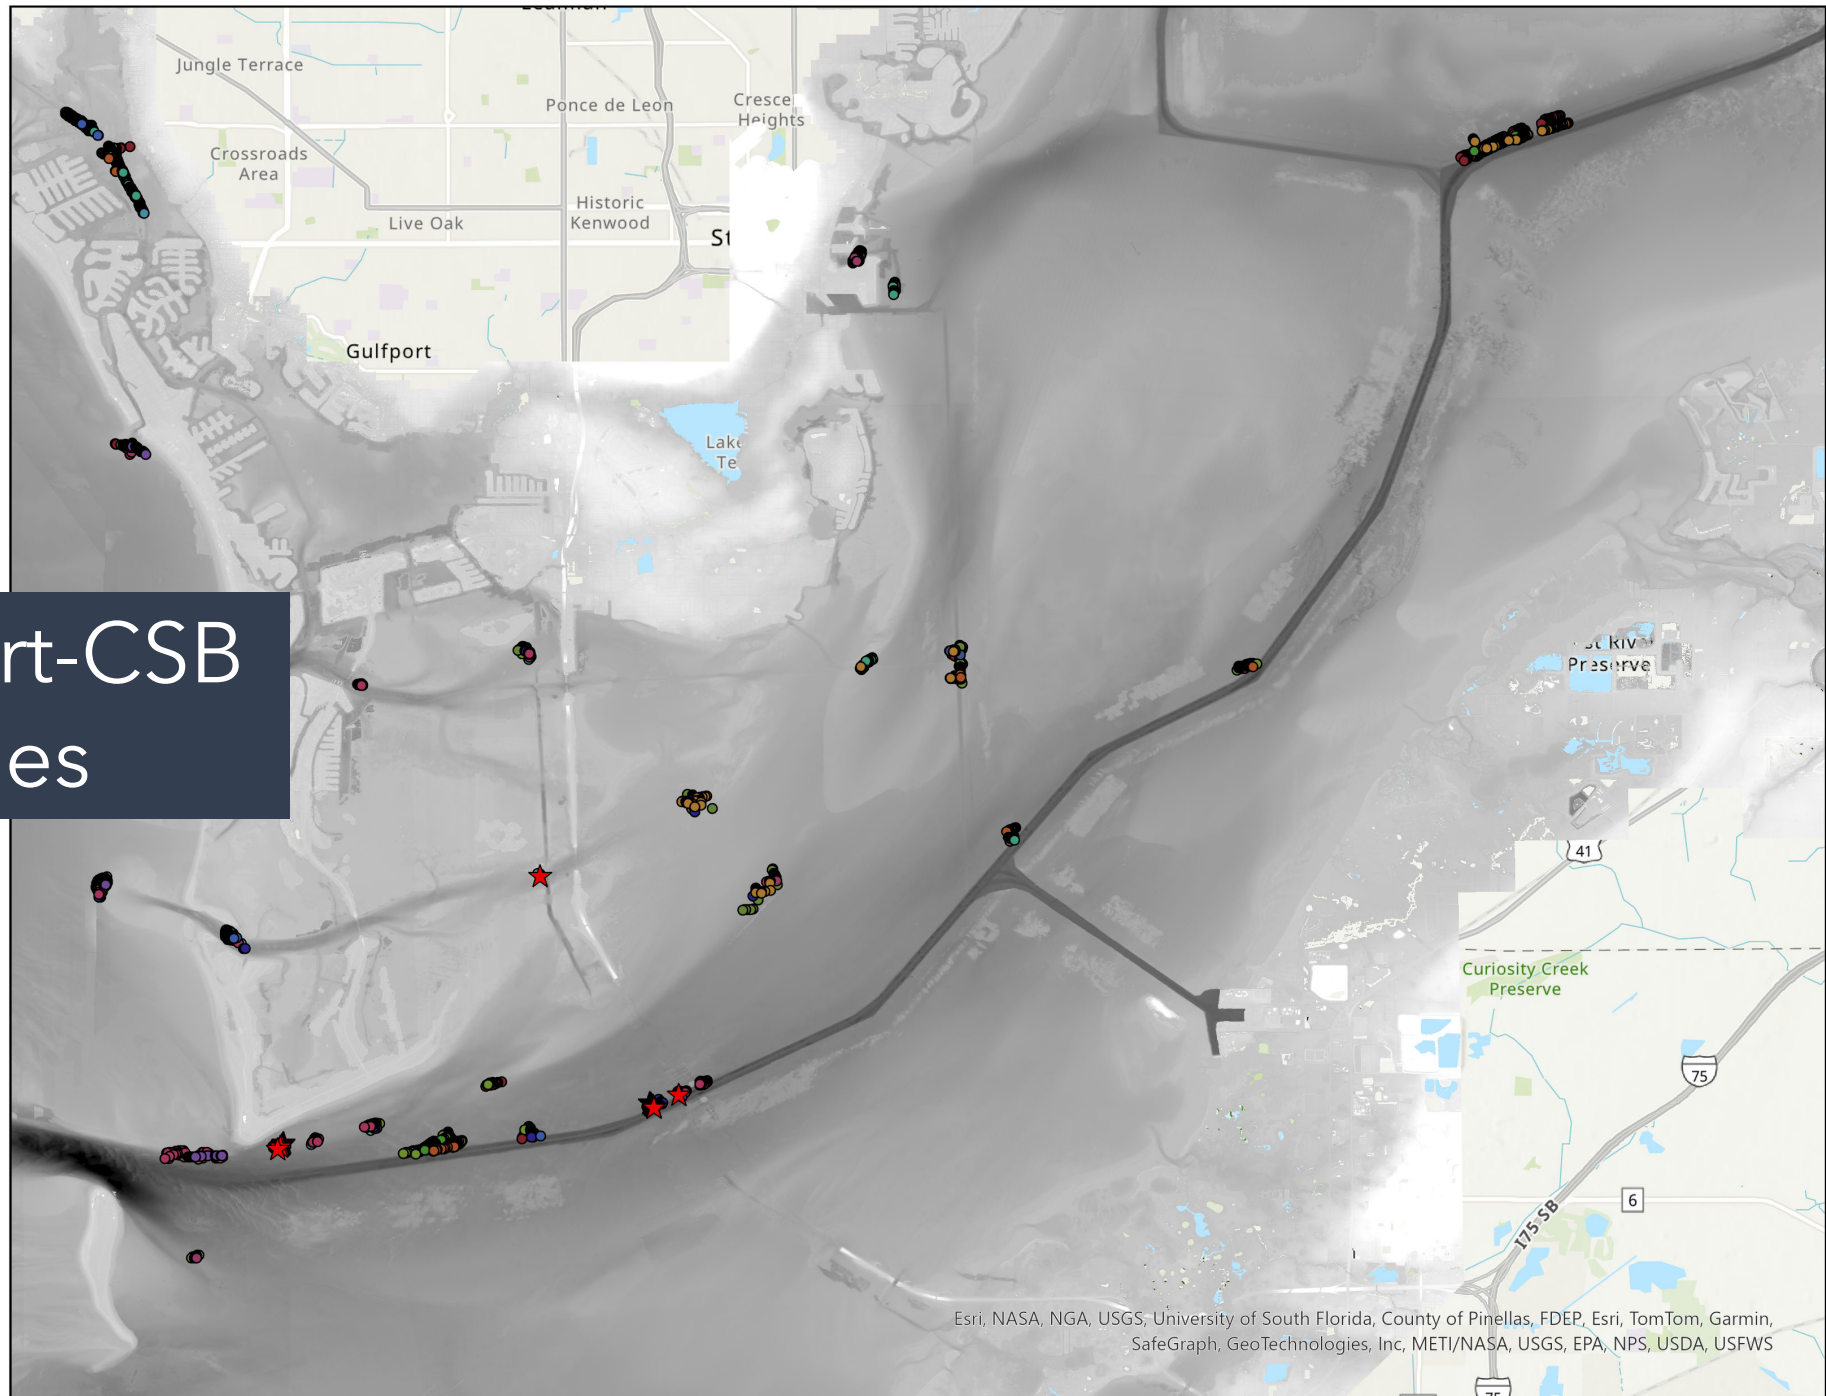 Jungle Terrace
Ponce de Leon
Cresce
Heights
Crossroads
Area
Historic
Kenwood
Live Oak
St
Gulfport
Lake
Te
rt-CSB
es
Preserve
41
Curiosity Creek
Preserve
75
6
I75 SB
Esri, NASA, NGA, USGS, University of South Florida, County of Pinellas, FDEP, Esri, TomTom, Garmin,
SafeGraph, GeoTechnologies, Inc, METI/NASA, USGS, EPA, NPS, USDA, USFWS
75